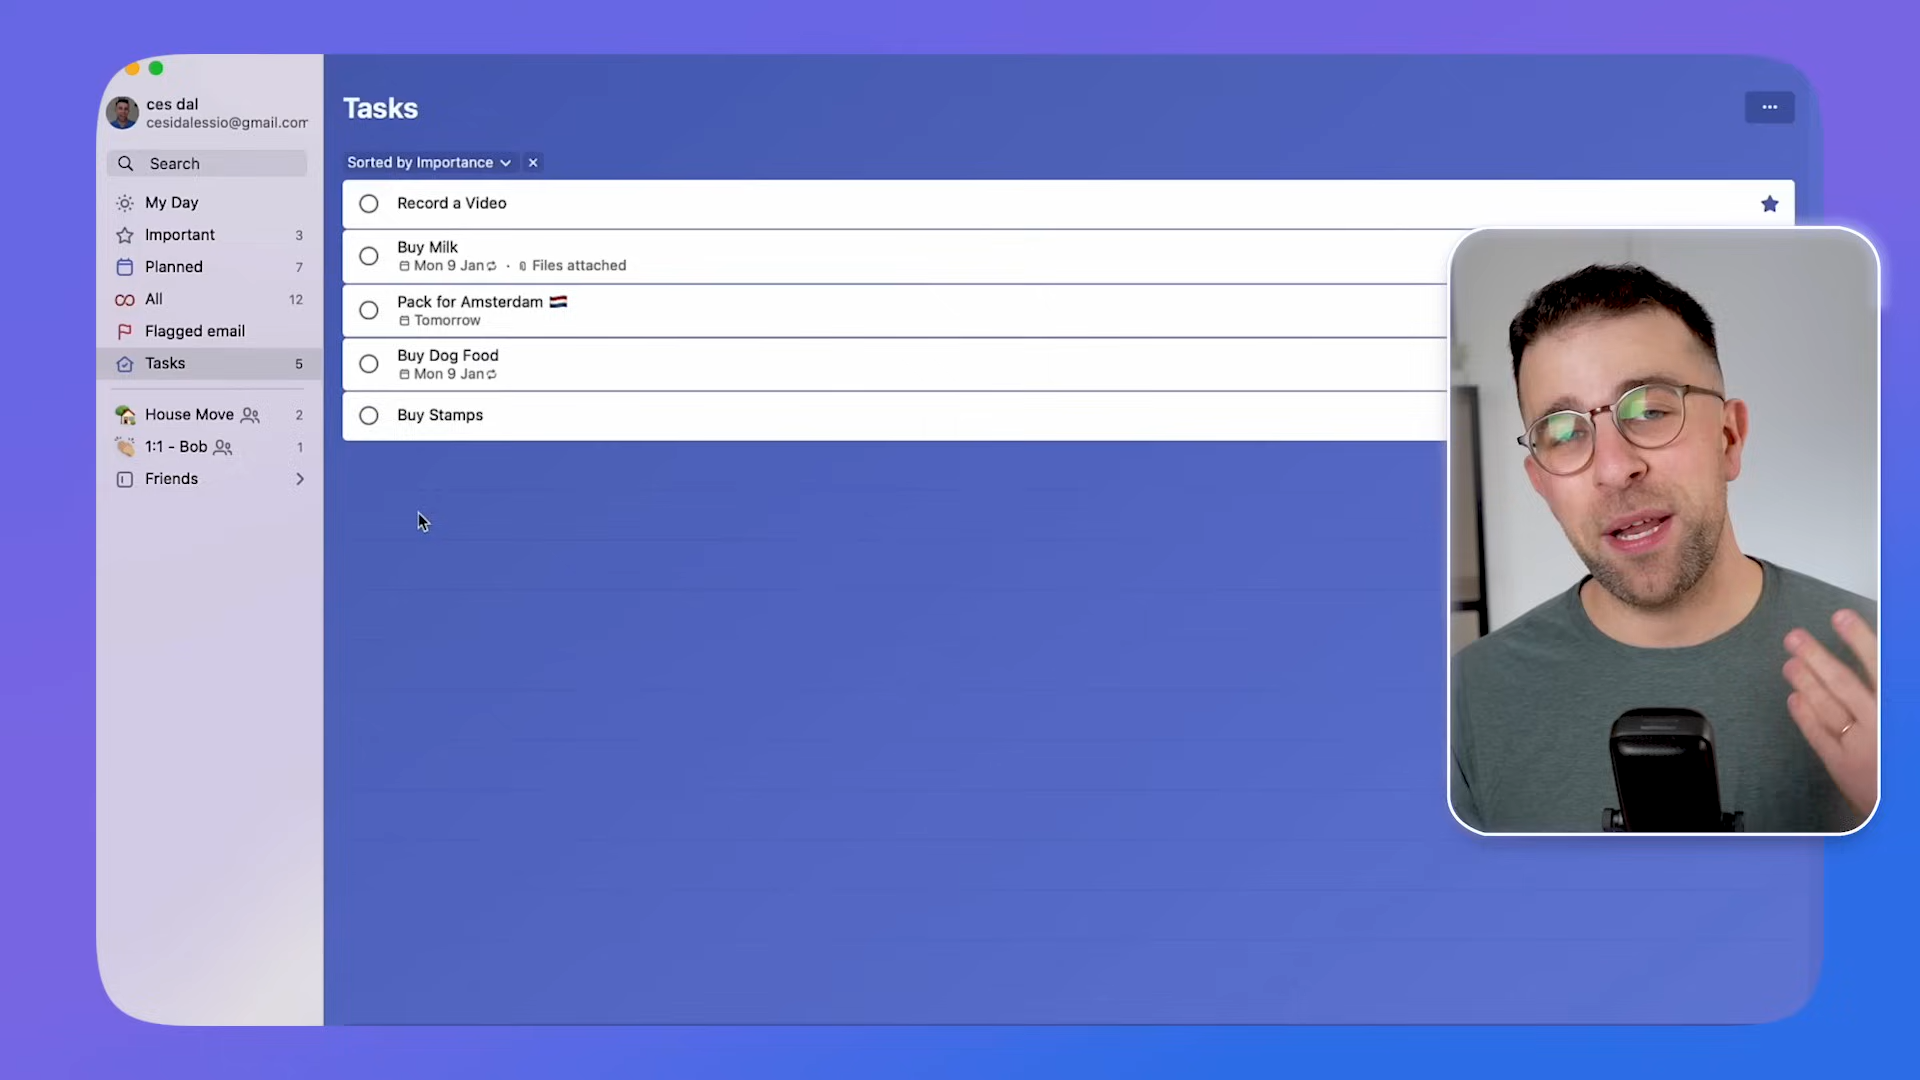 ces dal
cesidalessio@gmail.com
Search
My Day
Important 3
Planned 7
All 12
Flagged email
Tasks 5
House Move 2
1:1 - Bob 1
Friends
Tasks
Sorted by Importance
Record a Video
Buy Milk
Mon 9 Jan · Files attached
Pack for Amsterdam 🇳🇱
Tomorrow
Buy Dog Food
Mon 9 Jan
Buy Stamps